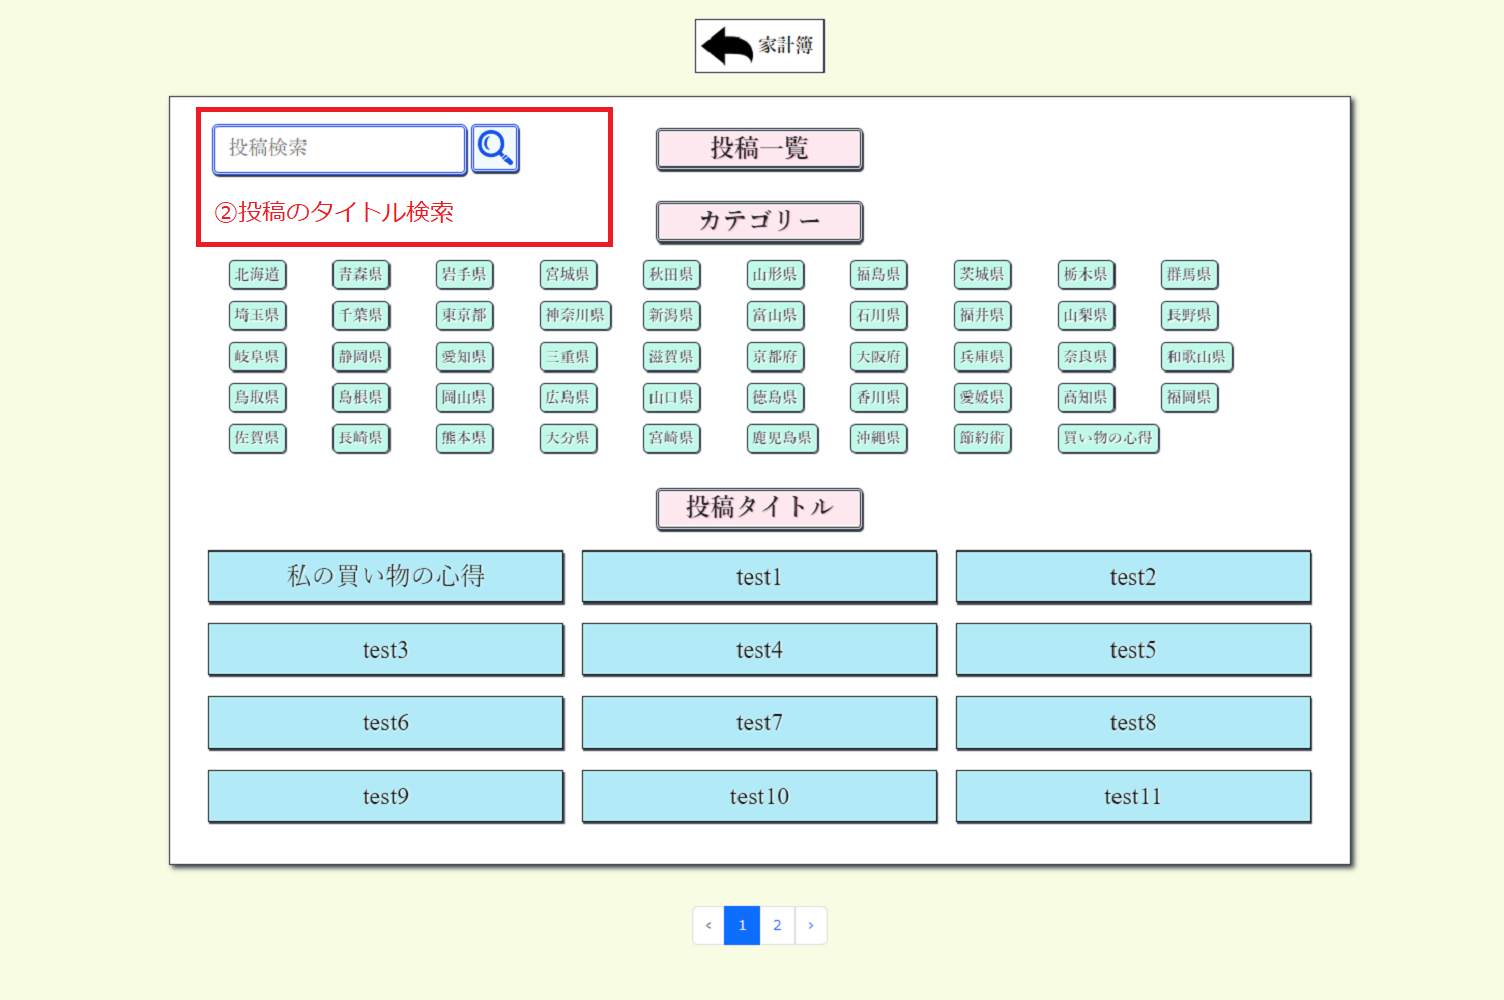 家計簿
投稿検索
②投稿のタイトル検索
投稿一覧
カテゴリー
北海道 青森県 岩手県 宮城県 秋田県 山形県 福島県 茨城県 栃木県 群馬県
埼玉県 千葉県 東京都 神奈川県 新潟県 富山県 石川県 福井県 山梨県 長野県
岐阜県 静岡県 愛知県 三重県 滋賀県 京都府 大阪府 兵庫県 奈良県 和歌山県
鳥取県 島根県 岡山県 広島県 山口県 徳島県 香川県 愛媛県 高知県 福岡県
佐賀県 長崎県 熊本県 大分県 宮崎県 鹿児島県 沖縄県 節約術 買い物の心得
投稿タイトル
私の買い物の心得 test1 test2
test3 test4 test5
test6 test7 test8
test9 test10 test11
‹ 1 2 ›